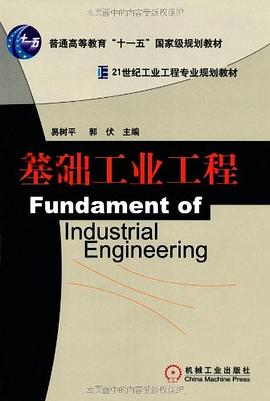 本页面中的内容受版权保护
十一五
普通高等教育"十一五"国家级规划教材
21世纪工业工程专业规划教材
易树平 郭伏 主编
基础工业工程
Fundament of
Industrial
Engineering
机械工业出版社
China Machine Press
本页面中的内容受版权保护